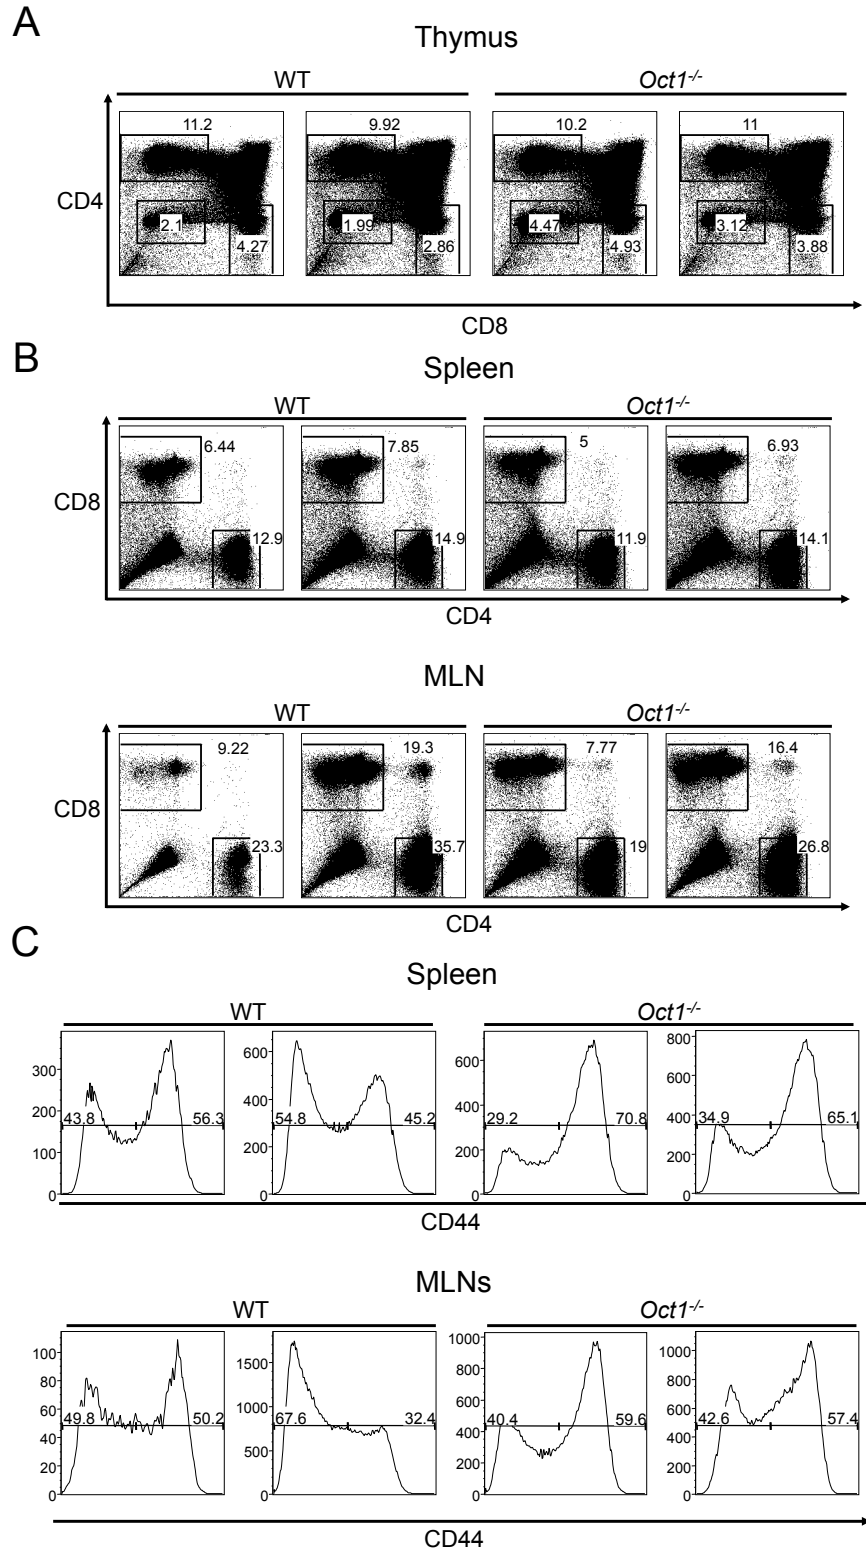 A
Thymus
WT Oct1-/-
11.2 9.92 10.2 11
CD4
2.1 1.99 4.47 3.12
4.27 2.86 4.93 3.88
CD8
B
Spleen
WT Oct1-/-
6.44 7.85 5 6.93
CD8
12.9 14.9 11.9 14.1
CD4
MLN
WT Oct1-/-
9.22 19.3 7.77 16.4
CD8
23.3 35.7 19 26.8
CD4
C
Spleen
WT Oct1-/-
300 200 100 0
43.8 56.3
600 400 200 0
54.8 45.2
600 400 200 0
29.2 70.8
800 600 400 200 0
34.9 65.1
CD44
MLNs
WT Oct1-/-
100 80 60 40 20 0
49.8 50.2
1500 1000 500 0
67.6 32.4
1000 800 600 400 200 0
40.4 59.6
1000 800 600 400 200 0
42.6 57.4
CD44